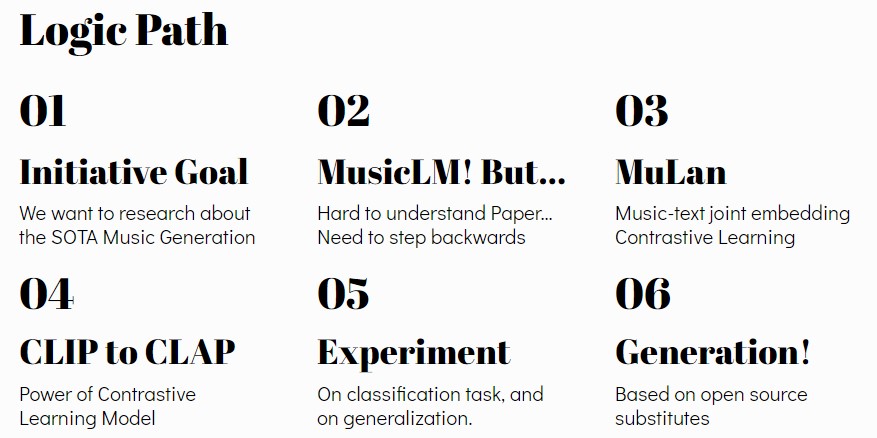 Logic Path
01
Initiative Goal
We want to research about
the SOTA Music Generation
02
MusicLM! But...
Hard to understand Paper...
Need to step backwards
03
MuLan
Music-text joint embedding
Contrastive Learning
04
CLIP to CLAP
Power of Contrastive
Learning Model
05
Experiment
On classification task, and
on generalization.
06
Generation!
Based on open source
substitutes